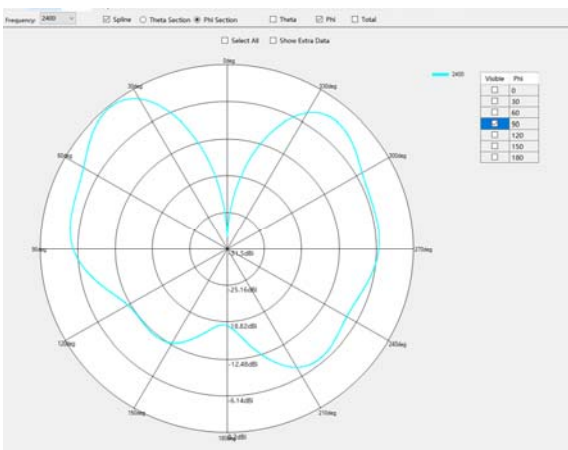 Frequency: 2400 Spline Theta Section Phi Section Theta Phi Total
Select All Show Extra Data
0deg
2400
Visible Phi
0
30
60
90
120
150
180
30deg 330deg
60deg 300deg
90deg 270deg
-31.5dBi
-25.16dBi
-18.82dBi
120deg 240deg
-12.48dBi
-6.14dBi
150deg 210deg
180deg